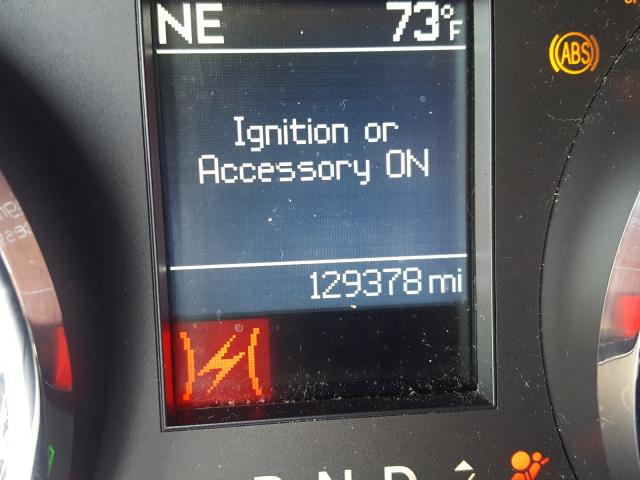 NE 73°F
ABS
Ignition or
Accessory ON
129378 mi
R N D